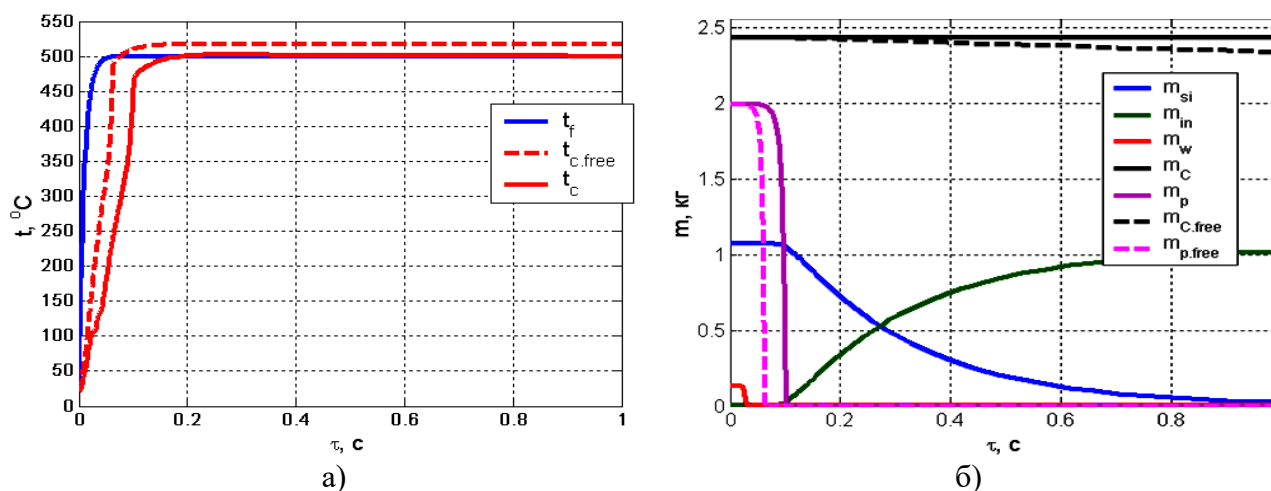 550
500
450
400
350
300
250
200
150
100
50
0
t, ⁰C
0 0.2 0.4 0.6 0.8 1
τ, c
t_f
t_c.free
t_c
а)
2.5
2
1.5
1
0.5
0
m, кг
0 0.2 0.4 0.6 0.8
τ, c
m_si
m_in
m_w
m_C
m_p
m_C.free
m_p.free
б)